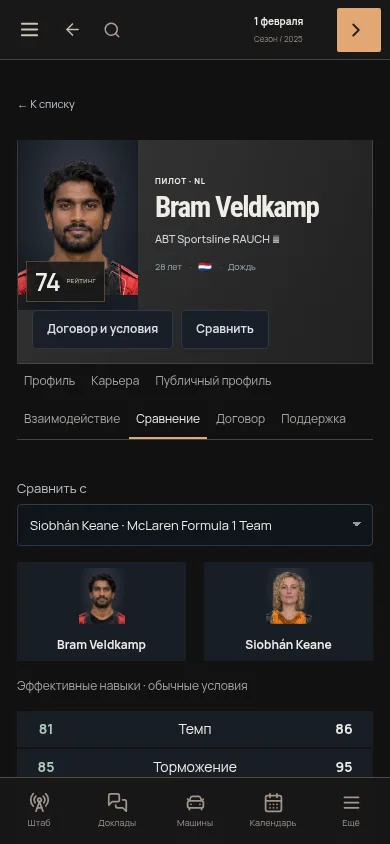 1 февраля
Сезон / 2025
← К списку
ПИЛОТ · NL
Bram Veldkamp
ABT Sportsline RAUCH
28 лет · Дождь
74 РЕЙТИНГ
Договор и условия Сравнить
Профиль Карьера Публичный профиль
Взаимодействие Сравнение Договор Поддержка
Сравнить с
Siobhán Keane · McLaren Formula 1 Team
Bram Veldkamp Siobhán Keane
Эффективные навыки · обычные условия
81 Темп 86
85 Торможение 95
Штаб Доклады Машины Календарь Ещё